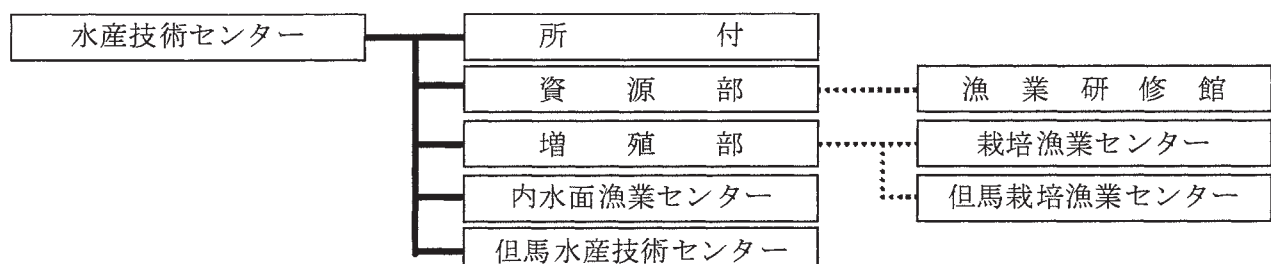 水産技術センター 所付
資源部 漁業研修館
増殖部 栽培漁業センター
内水面漁業センター 但馬栽培漁業センター
但馬水産技術センター